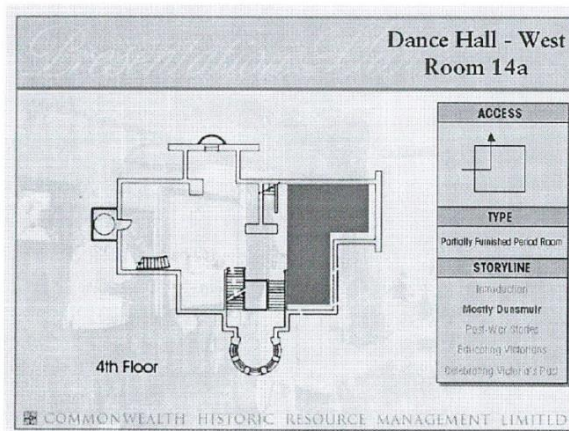 Dance Hall - West
Room 14a
ACCESS
TYPE
Partially Furnished Period Room
STORYLINE
Introduction
Mostly Dunsmuir
Post-War Stories
Educating Victorians
Celebrating Victoria's Past
4th Floor
COMMONWEALTH HISTORIC RESOURCE MANAGEMENT LIMITED